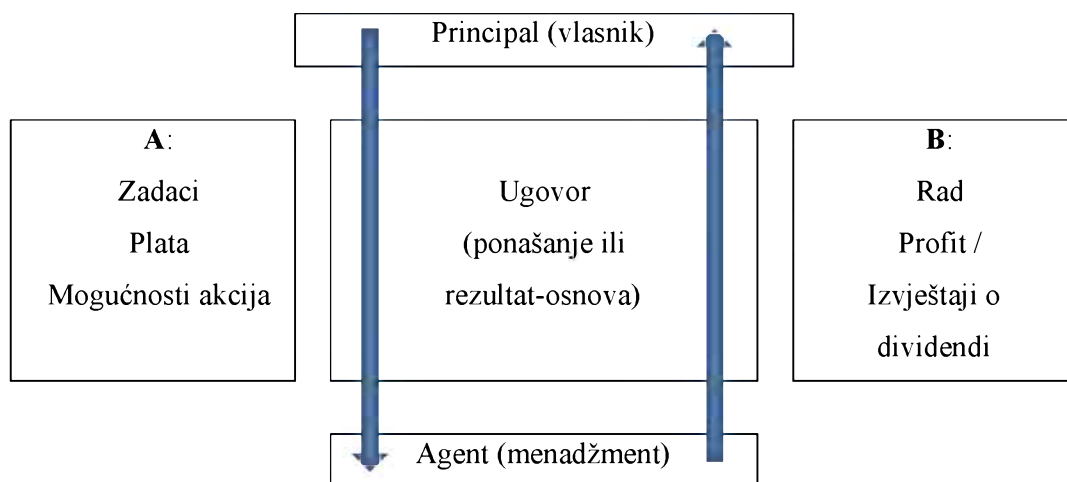 Principal (vlasnik)
A:
Zadaci
Plata
Mogućnosti akcija
Ugovor
(ponašanje ili
rezultat-osnova)
B:
Rad
Profit /
Izvještaji o
dividendi
Agent (menadžment)